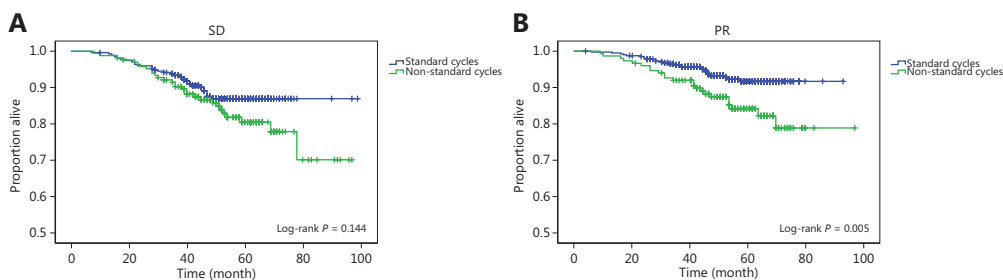 A
SD
1.0
0.9
0.8
0.7
0.6
0.5
Proportion alive
0 20 40 60 80 100
Time (month)
Standard cycles
Non-standard cycles
Log-rank P = 0.144
B
PR
1.0
0.9
0.8
0.7
0.6
0.5
Proportion alive
0 20 40 60 80 100
Time (month)
Standard cycles
Non-standard cycles
Log-rank P = 0.005